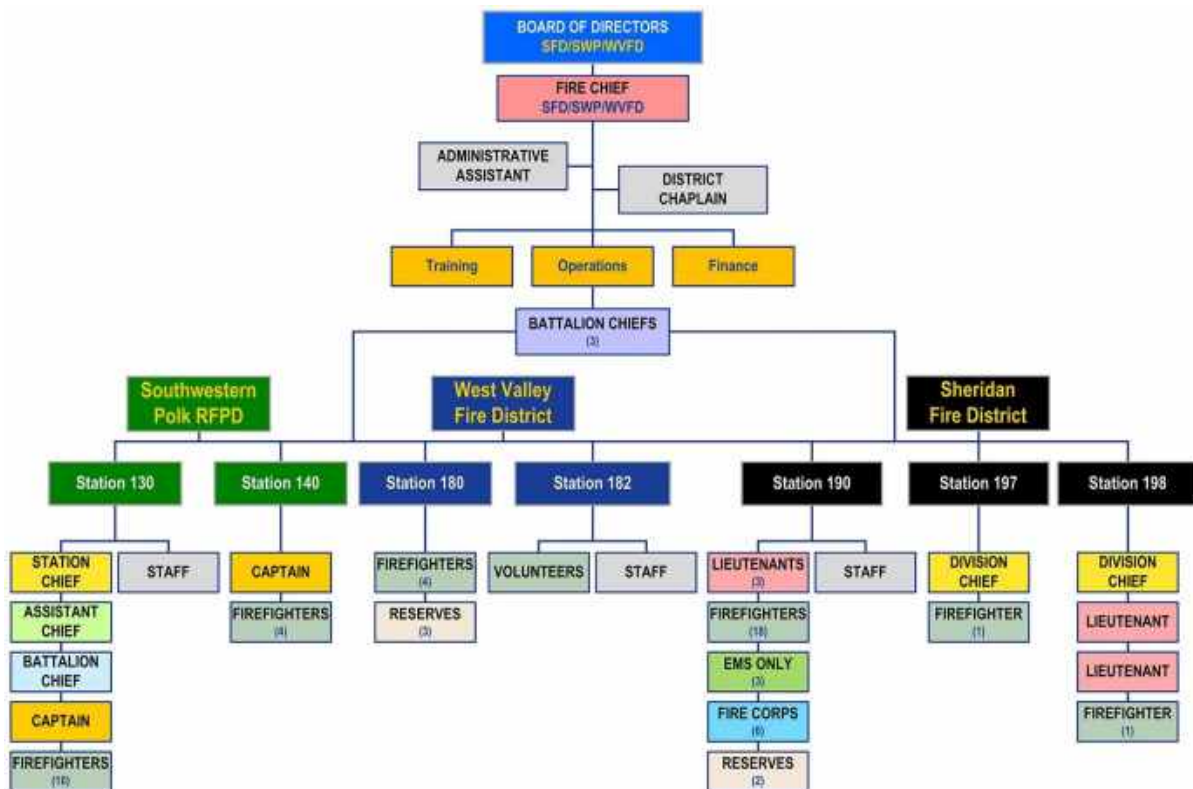 BOARD OF DIRECTORS
SFD/SWP/WVFD
FIRE CHIEF
SFD/SWP/WVFD
ADMINISTRATIVE
ASSISTANT
DISTRICT
CHAPLAIN
Training
Operations
Finance
BATTALION CHIEFS
(3)
Southwestern
Polk RFPD
West Valley
Fire District
Sheridan
Fire District
Station 130
Station 140
Station 180
Station 182
Station 190
Station 197
Station 198
STATION
CHIEF
STAFF
ASSISTANT
CHIEF
BATTALION
CHIEF
CAPTAIN
FIREFIGHTERS
CAPTAIN
FIREFIGHTERS
(4)
FIREFIGHTERS
(4)
RESERVES
(3)
VOLUNTEERS
STAFF
LIEUTENANTS
(3)
STAFF
FIREFIGHTERS
(18)
EMS ONLY
(3)
FIRE CORPS
RESERVES
(2)
DIVISION
CHIEF
FIREFIGHTER
(1)
DIVISION
CHIEF
LIEUTENANT
LIEUTENANT
FIREFIGHTER
(1)